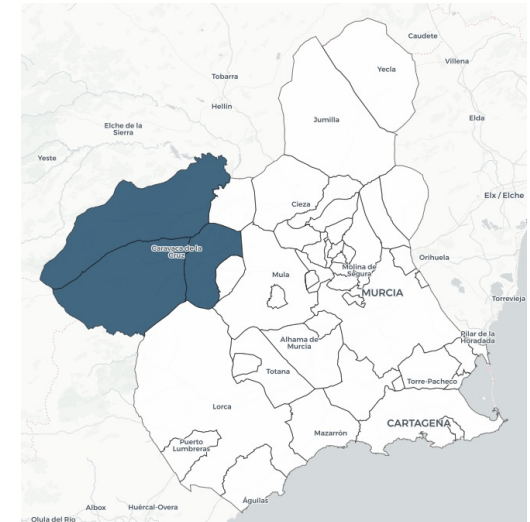 Caudete
Villena
Yecla
Tobarra
Hellín
Elda
Jumilla
Elche de la
Sierra
Yeste
Elx / Elche
Cieza
Caravaca de la
Cruz
Orihuela
Mula
Molina de
Segura
MURCIA
Torrevieja
Pilar de la
Horadada
Alhama de
Murcia
Totana
Torre-Pacheco
Lorca
CARTAGENA
Mazarrón
Puerto
Lumbreras
Águilas
Albox
Huércal-Overa
Olula del Río